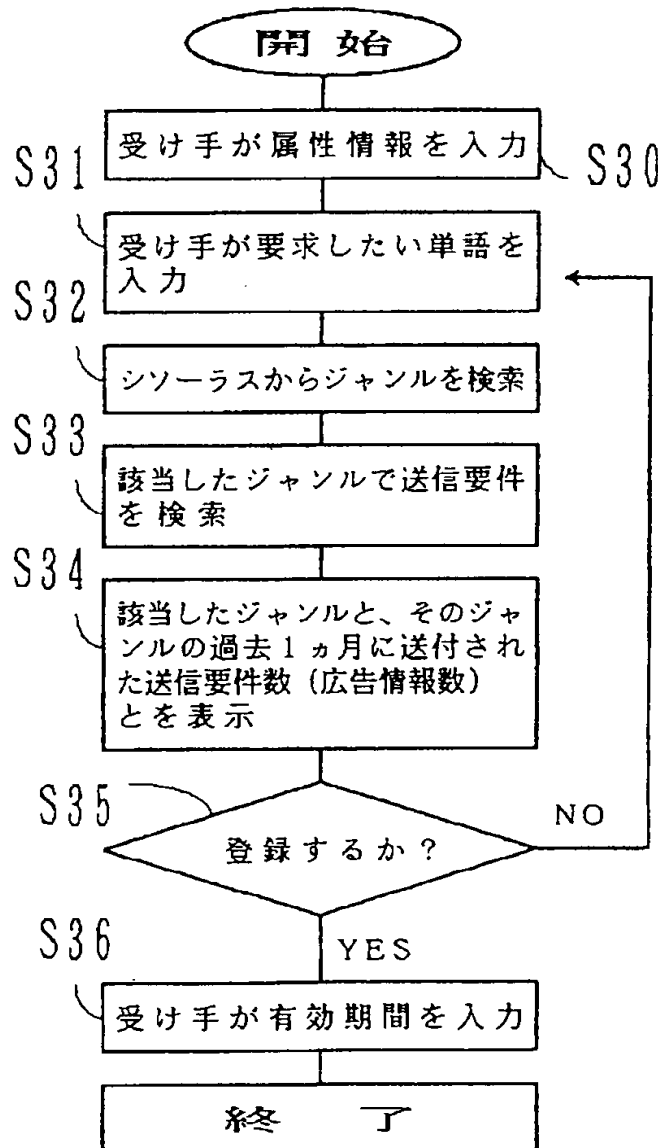 開始
受け手が属性情報を入力
S30
S31
受け手が要求したい単語を
入力
S32
シソーラスからジャンルを検索
S33
該当したジャンルで送信要件
を検索
S34
該当したジャンルと、そのジャ
ンルの過去1ヵ月に送付され
た送信要件数（広告情報数）
とを表示
S35
登録するか？
NO
YES
S36
受け手が有効期間を入力
終了